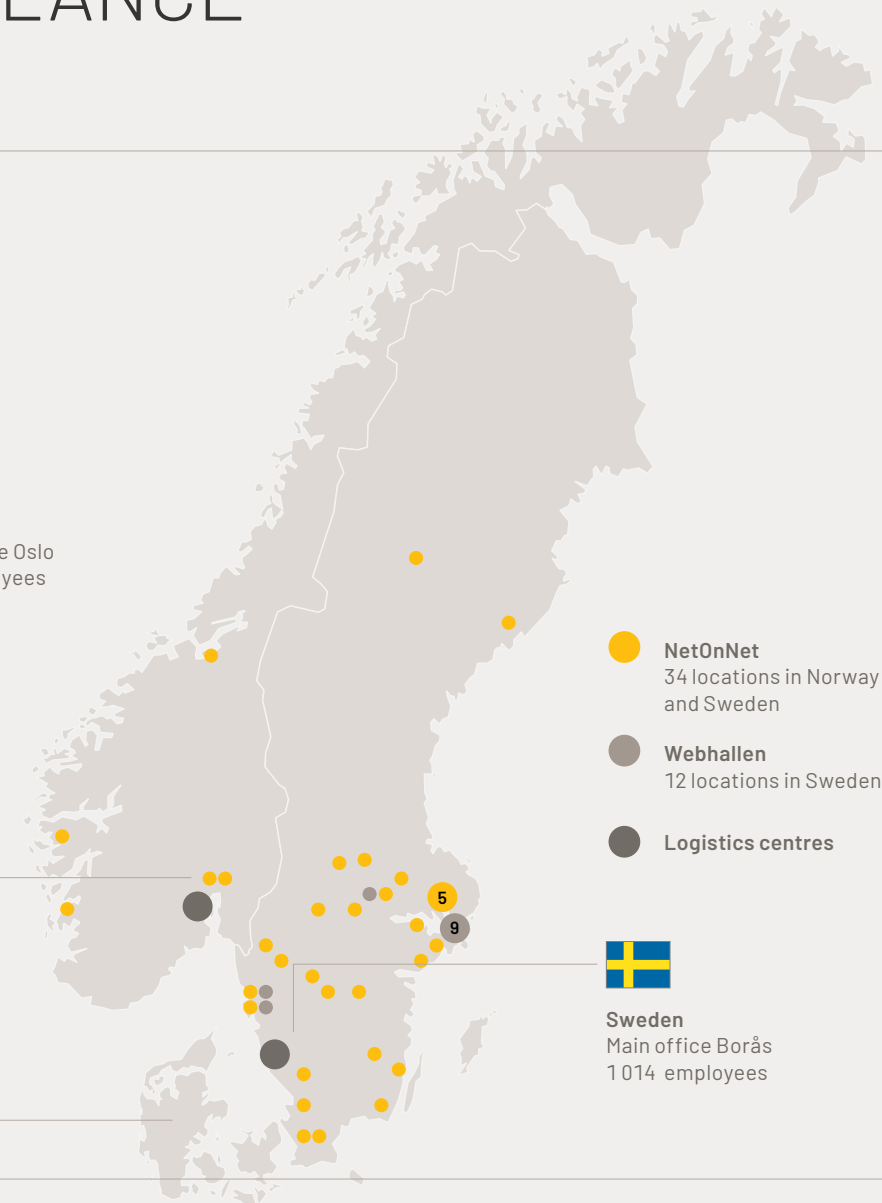 EANCE
e Oslo
yees
NetOnNet
34 locations in Norway
and Sweden
Webhallen
12 locations in Sweden
Logistics centres
5
9
Sweden
Main office Borås
1 014 employees